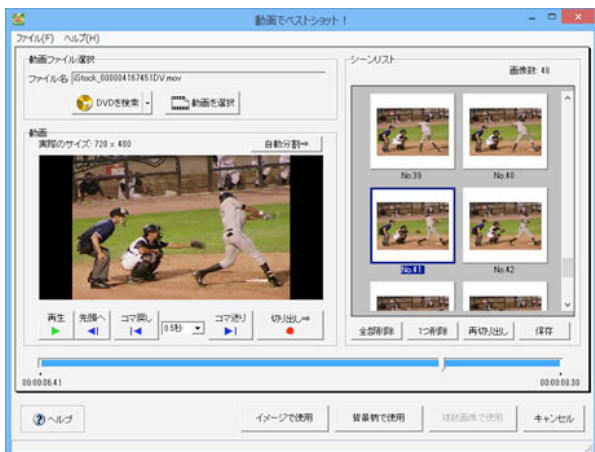 動画でベストショット！
ファイル(F) ヘルプ(H)
動画ファイル選択
ファイル名 iStock_000004167451DV.mov
DVDを検索
動画を選択
動画
実際のサイズ: 720 x 480
自動分割⇒
再生
先頭へ
コマ戻し
0.5秒
コマ送り
切り出し⇒
シーンリスト
画像数: 48
No.39
No.40
No.41
No.42
全部削除
1つ削除
再切り出し
保存
00:00:06.41
00:00:08.30
ヘルプ
イメージで使用
背景柄で使用
複数画像で使用
キャンセル